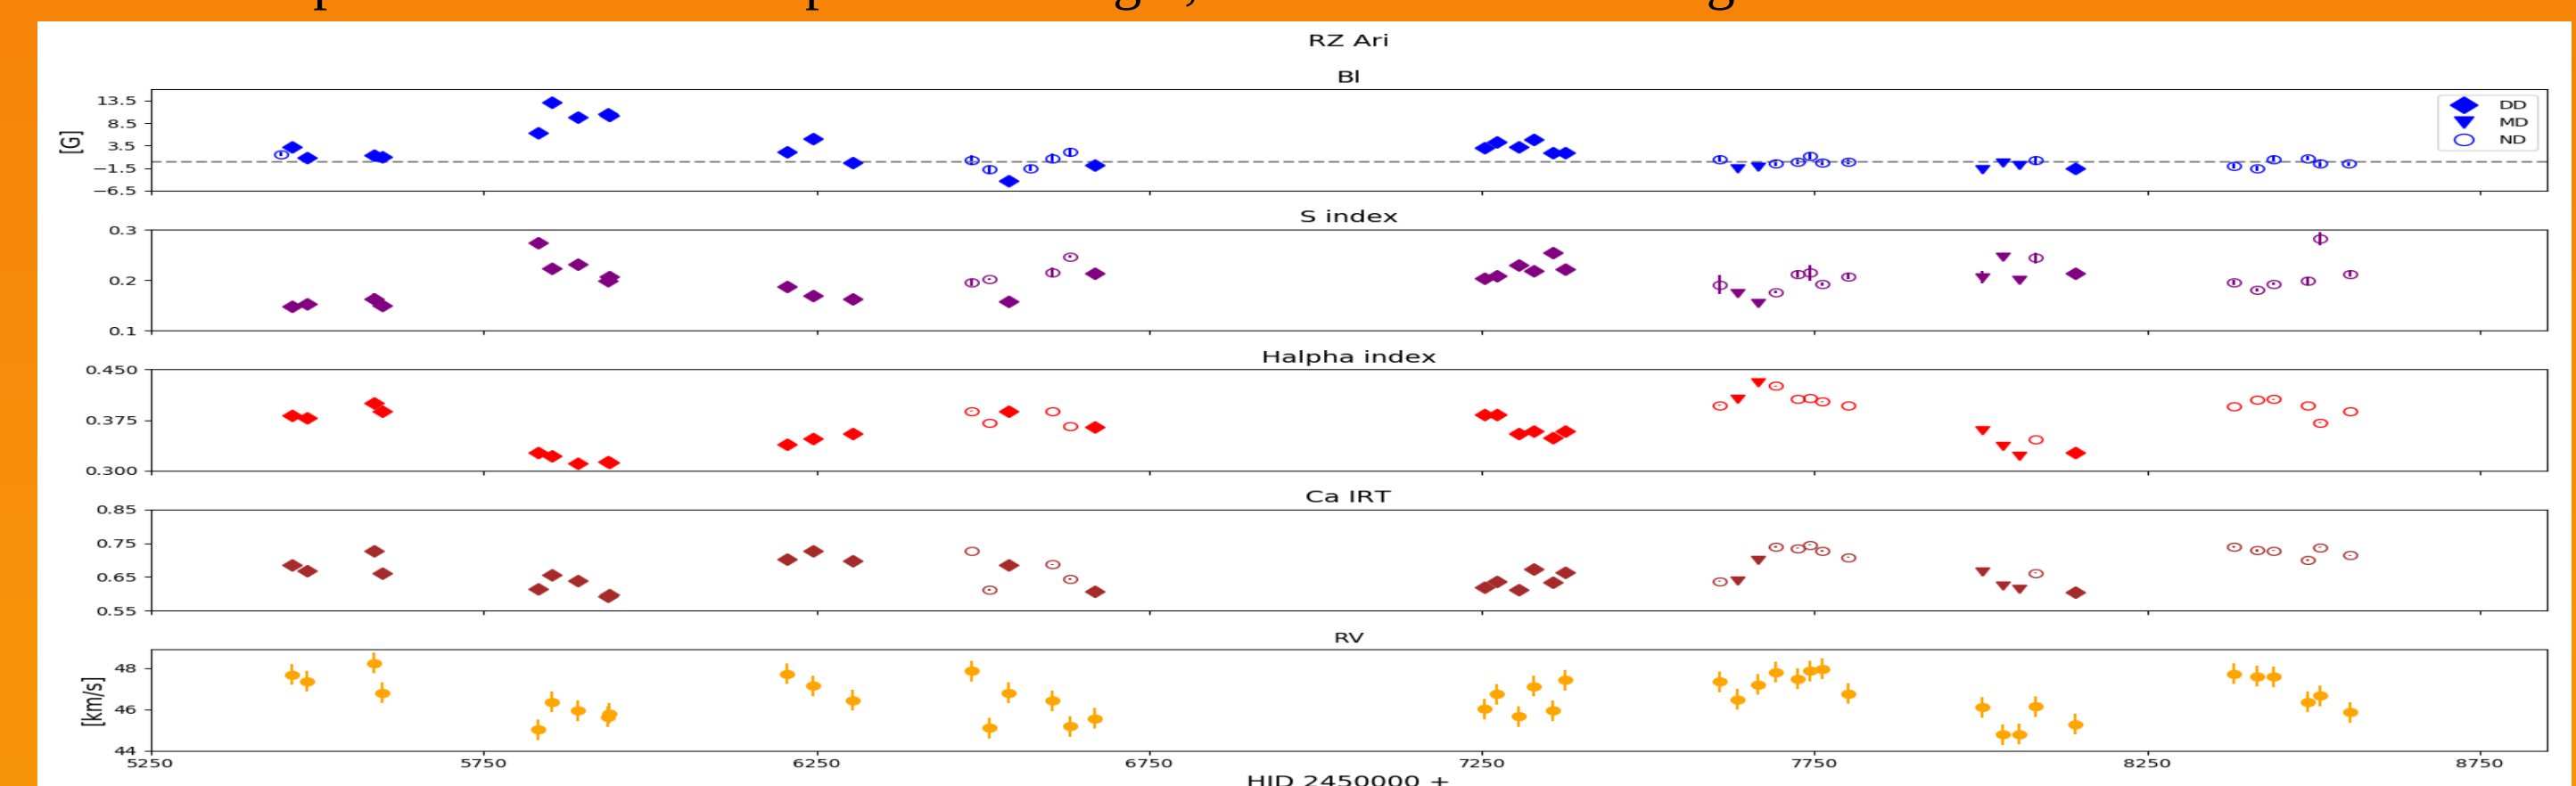 RZ Ari
Bl
[G]
13.5
8.5
3.5
−1.5
−6.5
DD
MD
ND
S index
0.3
0.2
0.1
Halpha index
0.450
0.375
0.300
Ca IRT
0.85
0.75
0.65
0.55
RV
[km/s]
48
46
44
5250 5750 6250 6750 7250 7750 8250 8750
2450000 +